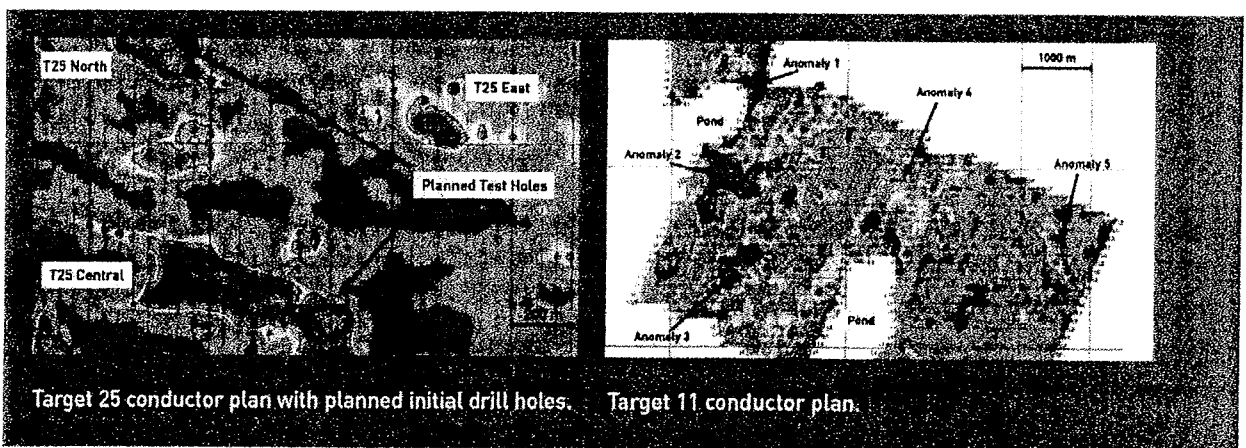 T25 North
T25 East
Planned Test Holes
T25 Central
Target 25 conductor plan with planned initial drill holes.
Anomaly 1
1000 m
Anomaly 4
Pond
Anomaly 2
Anomaly 5
Pond
Anomaly 3
Target 11 conductor plan.